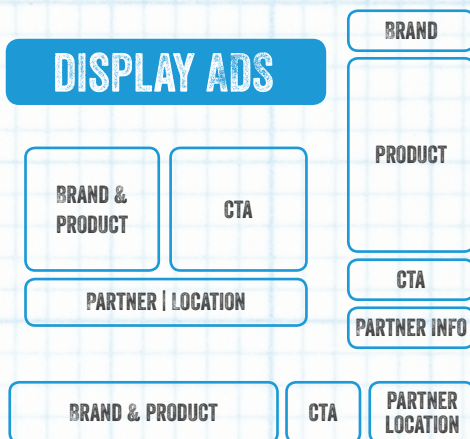 DISPLAY ADS
BRAND &
PRODUCT
CTA
PARTNER | LOCATION
BRAND
PRODUCT
CTA
PARTNER INFO
BRAND & PRODUCT
CTA
PARTNER
LOCATION